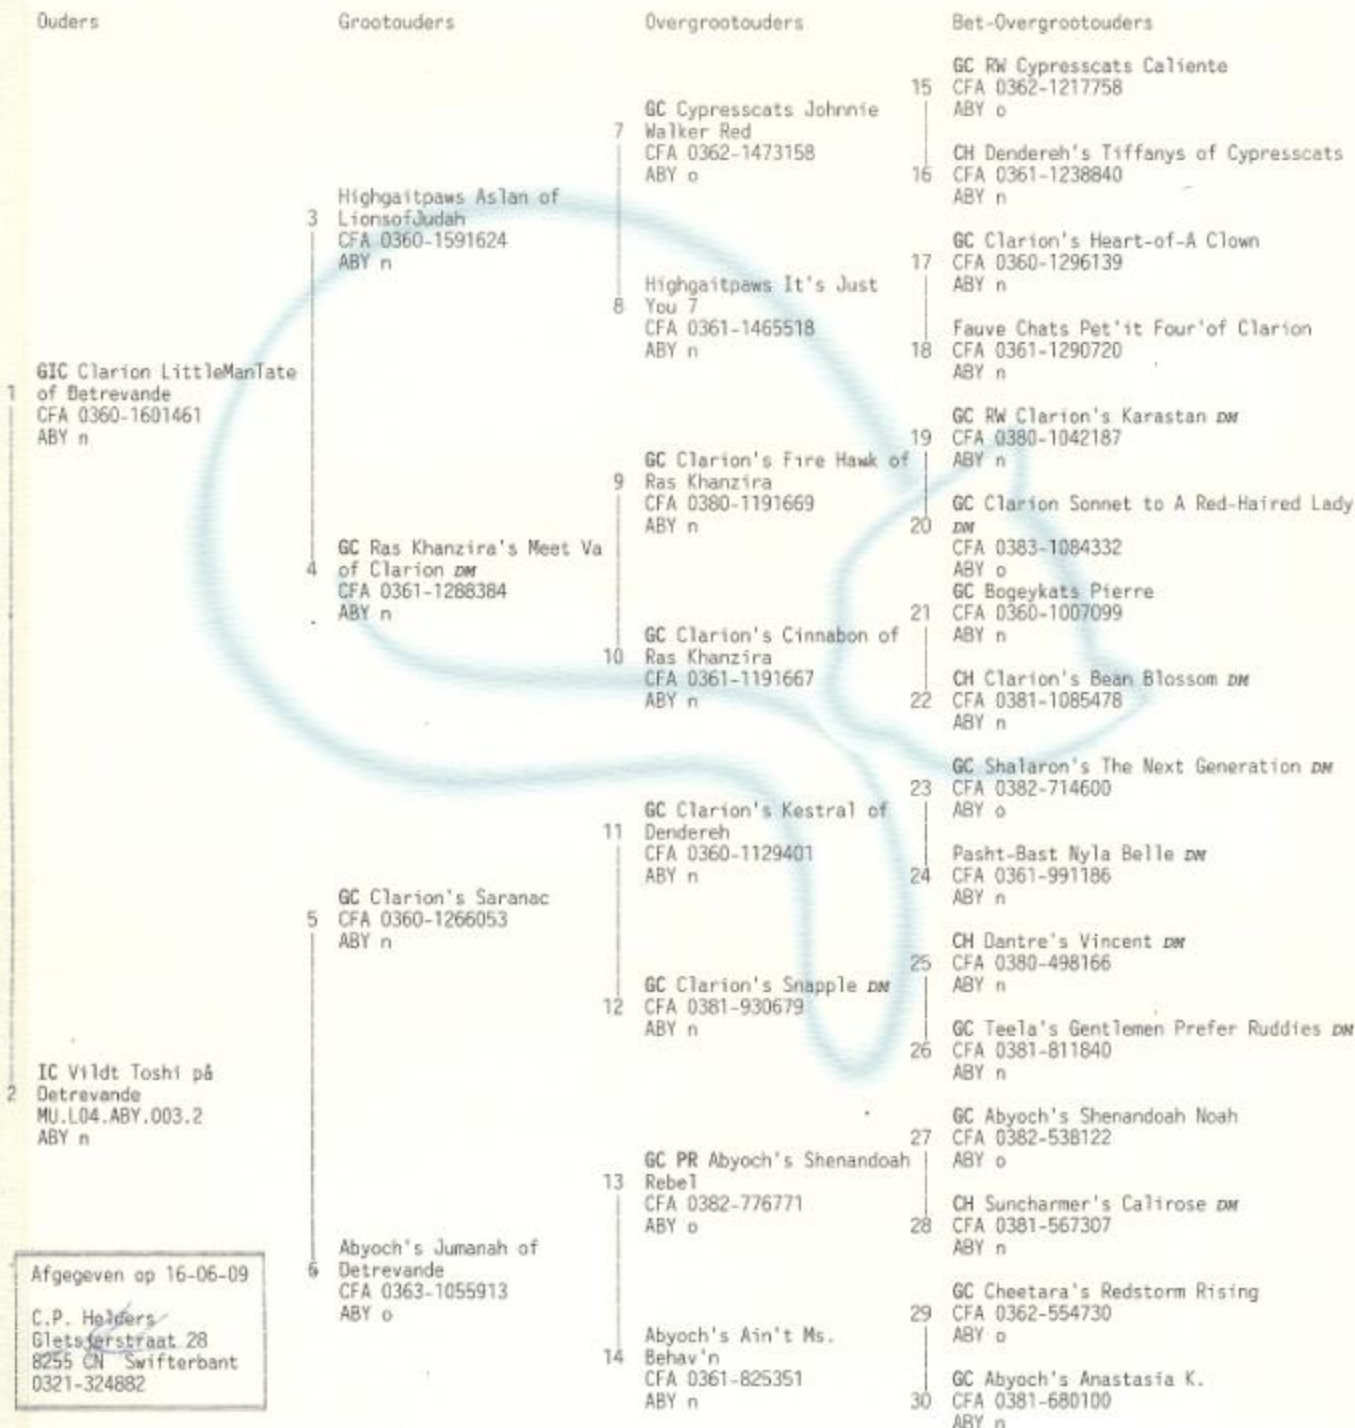 Ouders
Grootouders
Overgrootouders
Bet-Overgrootouders
1
GIC Clarion LittleManTate
of Detrevande
CFA 0360-1601461
ABY n
2
IC Vildt Toshi på
Detrevande
MU.L04.ABY.003.2
ABY n
3
Highgaitpaws Aslan of
LionsofJudah
CFA 0360-1591624
ABY n
4
GC Ras Khanzira's Meet Va
of Clarion DM
CFA 0361-1288384
ABY n
5
GC Clarion's Saranac
CFA 0360-1266053
ABY n
6
Abyoch's Jumanah of
Detrevande
CFA 0363-1055913
ABY o
7
GC Cypresscats Johnnie
Walker Red
CFA 0362-1473158
ABY o
8
Highgaitpaws It's Just
You 7
CFA 0361-1465518
ABY n
9
GC Clarion's Fire Hawk of
Ras Khanzira
CFA 0380-1191669
ABY n
10
GC Clarion's Cinnabon of
Ras Khanzira
CFA 0361-1191667
ABY n
11
GC Clarion's Kestral of
Dendereh
CFA 0360-1129401
ABY n
12
GC Clarion's Snapple DM
CFA 0381-930679
ABY n
13
GC PR Abyoch's Shenandoah
Rebel
CFA 0382-776771
ABY o
14
Abyoch's Ain't Ms.
Behav'n
CFA 0361-825351
ABY n
15
GC RW Cypresscats Caliente
CFA 0362-1217758
ABY o
16
CH Dendereh's Tiffanys of Cypresscats
CFA 0361-1238840
ABY n
17
GC Clarion's Heart-of-A Clown
CFA 0360-1296139
ABY n
18
Fauve Chats Pet'it Four'of Clarion
CFA 0361-1290720
ABY n
19
GC RW Clarion's Karastan DM
CFA 0380-1042187
ABY n
20
GC Clarion Sonnet to A Red-Haired Lady
DM
CFA 0383-1084332
ABY o
21
GC Bogeykats Pierre
CFA 0360-1007099
ABY n
22
CH Clarion's Bean Blossom DM
CFA 0381-1085478
ABY n
23
GC Shalaron's The Next Generation DM
CFA 0382-714600
ABY o
24
Pasht-Bast Nyla Belle DM
CFA 0361-991186
ABY n
25
CH Dantre's Vincent DM
CFA 0380-498166
ABY n
26
GC Teela's Gentlemen Prefer Ruddies DM
CFA 0381-811840
ABY n
27
GC Abyoch's Shenandoah Noah
CFA 0382-538122
ABY o
28
CH Suncharmer's Calirose DM
CFA 0381-567307
ABY n
29
GC Cheetara's Redstorm Rising
CFA 0362-554730
ABY o
30
GC Abyoch's Anastasia K.
CFA 0381-680100
ABY n
Afgegeven op 16-06-09
C.P. Helders
Gletsjerstraat 28
8255 CN Swifterbant
0321-324882